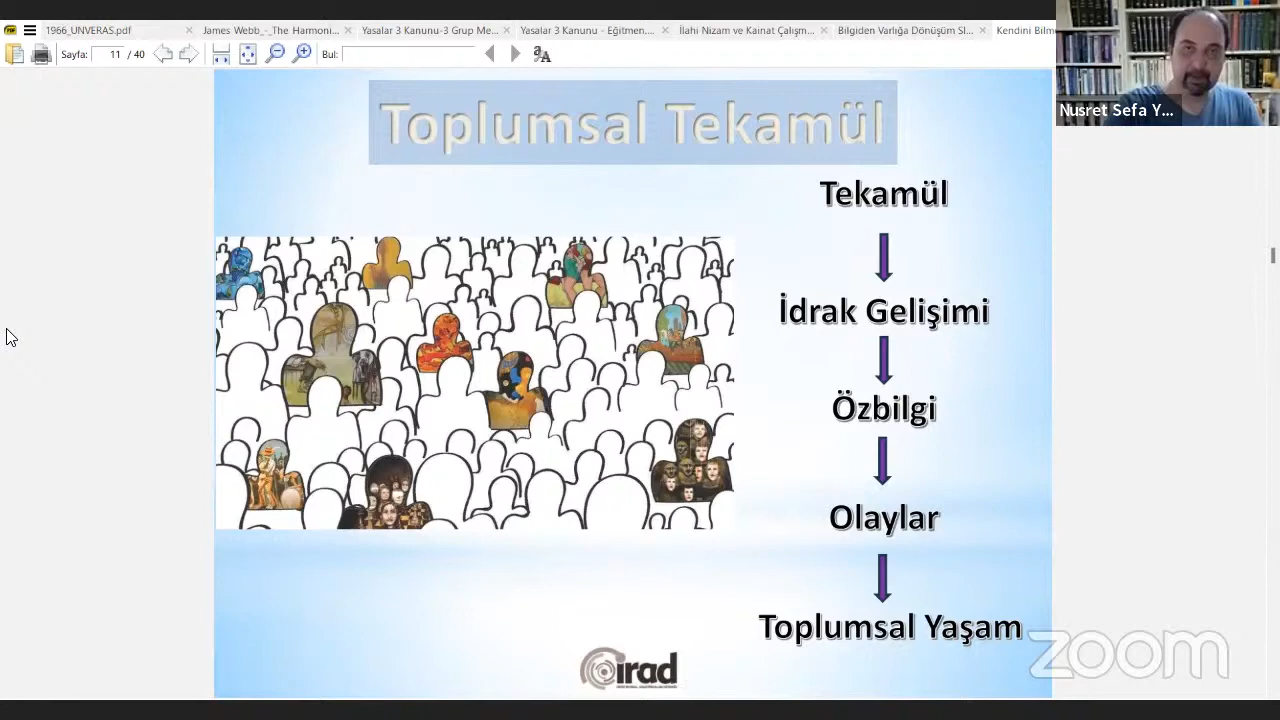 1966_UNVERAS.pdf
James Webb_-_The Harmoni...
Yasalar 3 Kanunu-3 Grup Me...
Yasalar 3 Kanunu - Eğitmen....
İlahi Nizam ve Kainat Çalışm...
Bilgiden Varlığa Dönüşüm Sl...
Kendini Bilm
Sayfa: 11 / 40
Bul:
Nusret Sefa Y...
Toplumsal Tekamül
Tekamül
İdrak Gelişimi
Özbilgi
Olaylar
Toplumsal Yaşam
irad
zoom